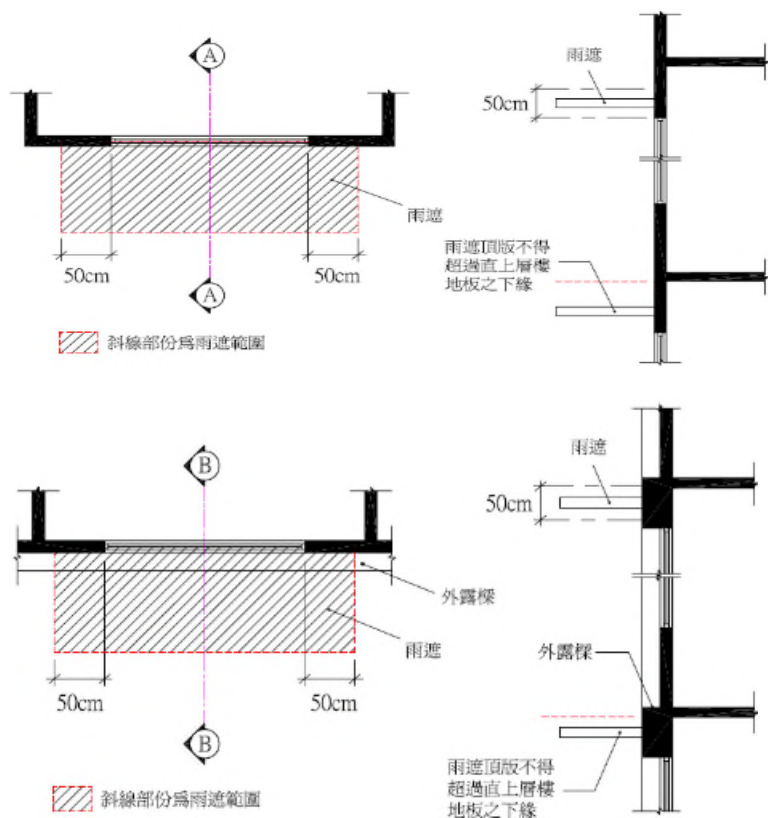 A
雨遮
50cm
50cm
A
斜線部份為雨遮範圍
雨遮
50cm
雨遮頂版不得
超過直上層樓
地板之下緣
B
外露樑
雨遮
50cm
50cm
B
斜線部份為雨遮範圍
雨遮
50cm
外露樑
雨遮頂版不得
超過直上層樓
地板之下緣